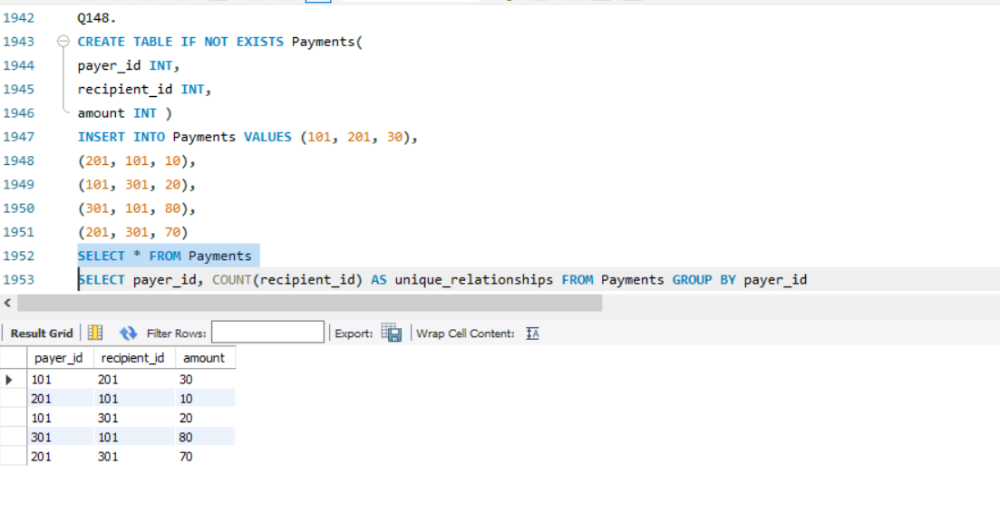 1942 Q148.
1943 CREATE TABLE IF NOT EXISTS Payments(
1944 payer_id INT,
1945 recipient_id INT,
1946 amount INT )
1947 INSERT INTO Payments VALUES (101, 201, 30),
1948 (201, 101, 10),
1949 (101, 301, 20),
1950 (301, 101, 80),
1951 (201, 301, 70)
1952 SELECT * FROM Payments
1953 SELECT payer_id, COUNT(recipient_id) AS unique_relationships FROM Payments GROUP BY payer_id
Result Grid Filter Rows: Export: Wrap Cell Content:
payer_id recipient_id amount
101 201 30
201 101 10
101 301 20
301 101 80
201 301 70